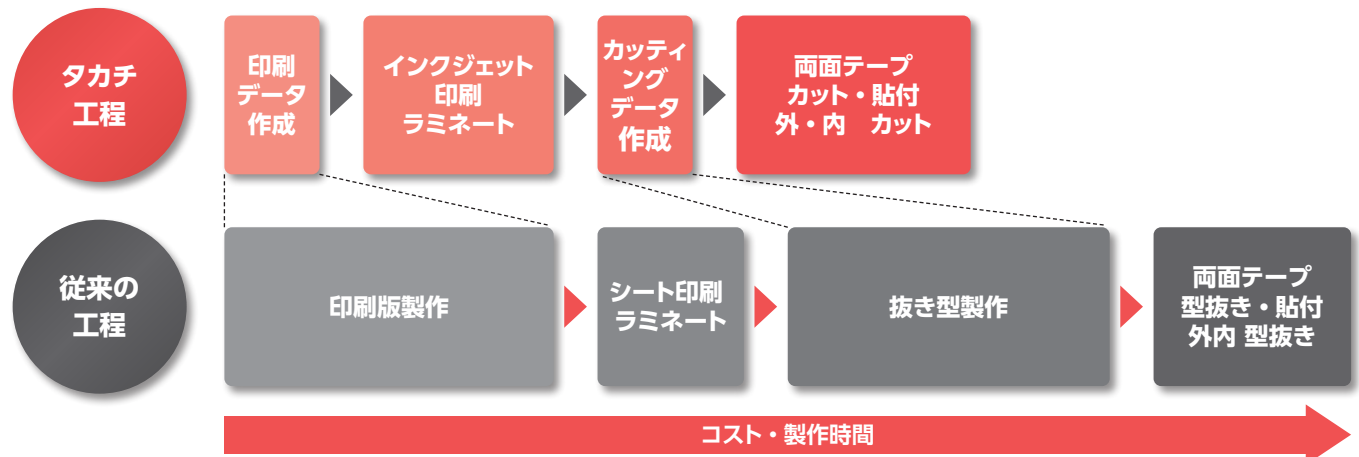 タカチ
工程
印刷
データ
作成
インクジェット
印刷
ラミネート
カッティ
ング
データ
作成
両面テープ
カット・貼付
外・内　カット
従来の
工程
印刷版製作
シート印刷
ラミネート
抜き型製作
両面テープ
型抜き・貼付
外内 型抜き
コスト・製作時間